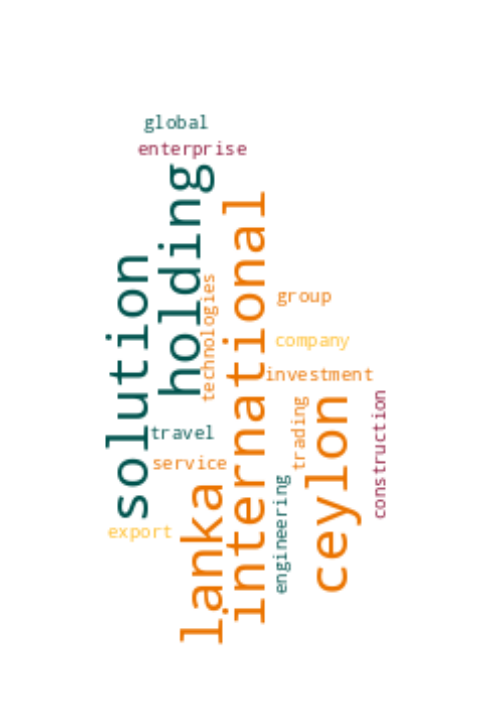 global
enterprise
holding
solution
international
technologies
group
company
investment
travel
service
trading
ceylon
construction
lanka
engineering
export